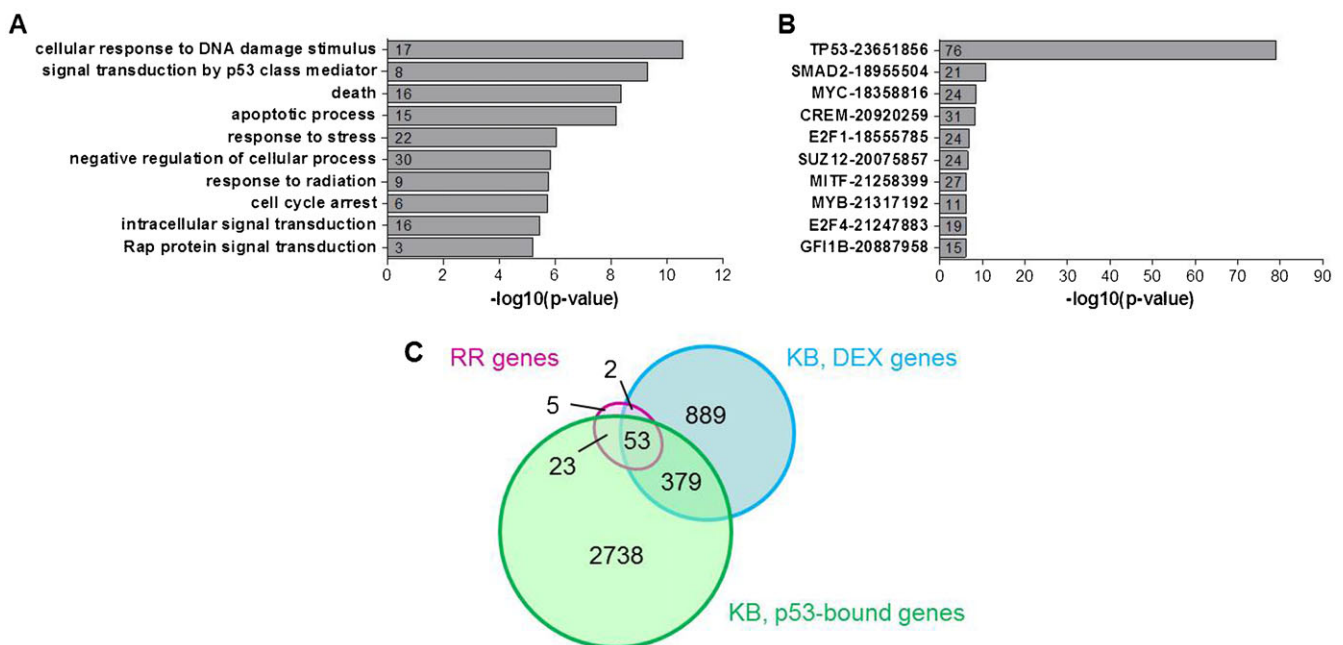 A
cellular response to DNA damage stimulus 17
signal transduction by p53 class mediator 8
death 16
apoptotic process 15
response to stress 22
negative regulation of cellular process 30
response to radiation 9
cell cycle arrest 6
intracellular signal transduction 16
Rap protein signal transduction 3
0 2 4 6 8 10 12
-log10(p-value)
B
TP53-23651856 76
SMAD2-18955504 21
MYC-18358816 24
CREM-20920259 31
E2F1-18555785 24
SUZ12-20075857 24
MITF-21258399 27
MYB-21317192 11
E2F4-21247883 19
GFI1B-20887958 15
0 10 20 30 40 50 60 70 80 90
-log10(p-value)
C
RR genes
KB, DEX genes
2
5
889
53
23
379
2738
KB, p53-bound genes